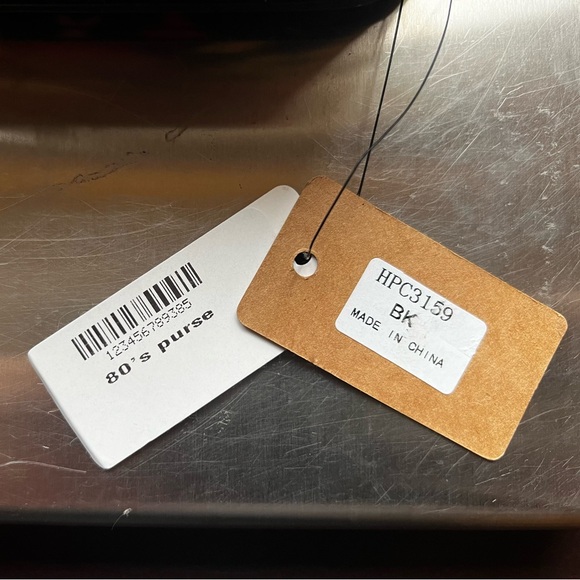 123456789385
80's purse
HPC3159
BK
MADE IN CHINA